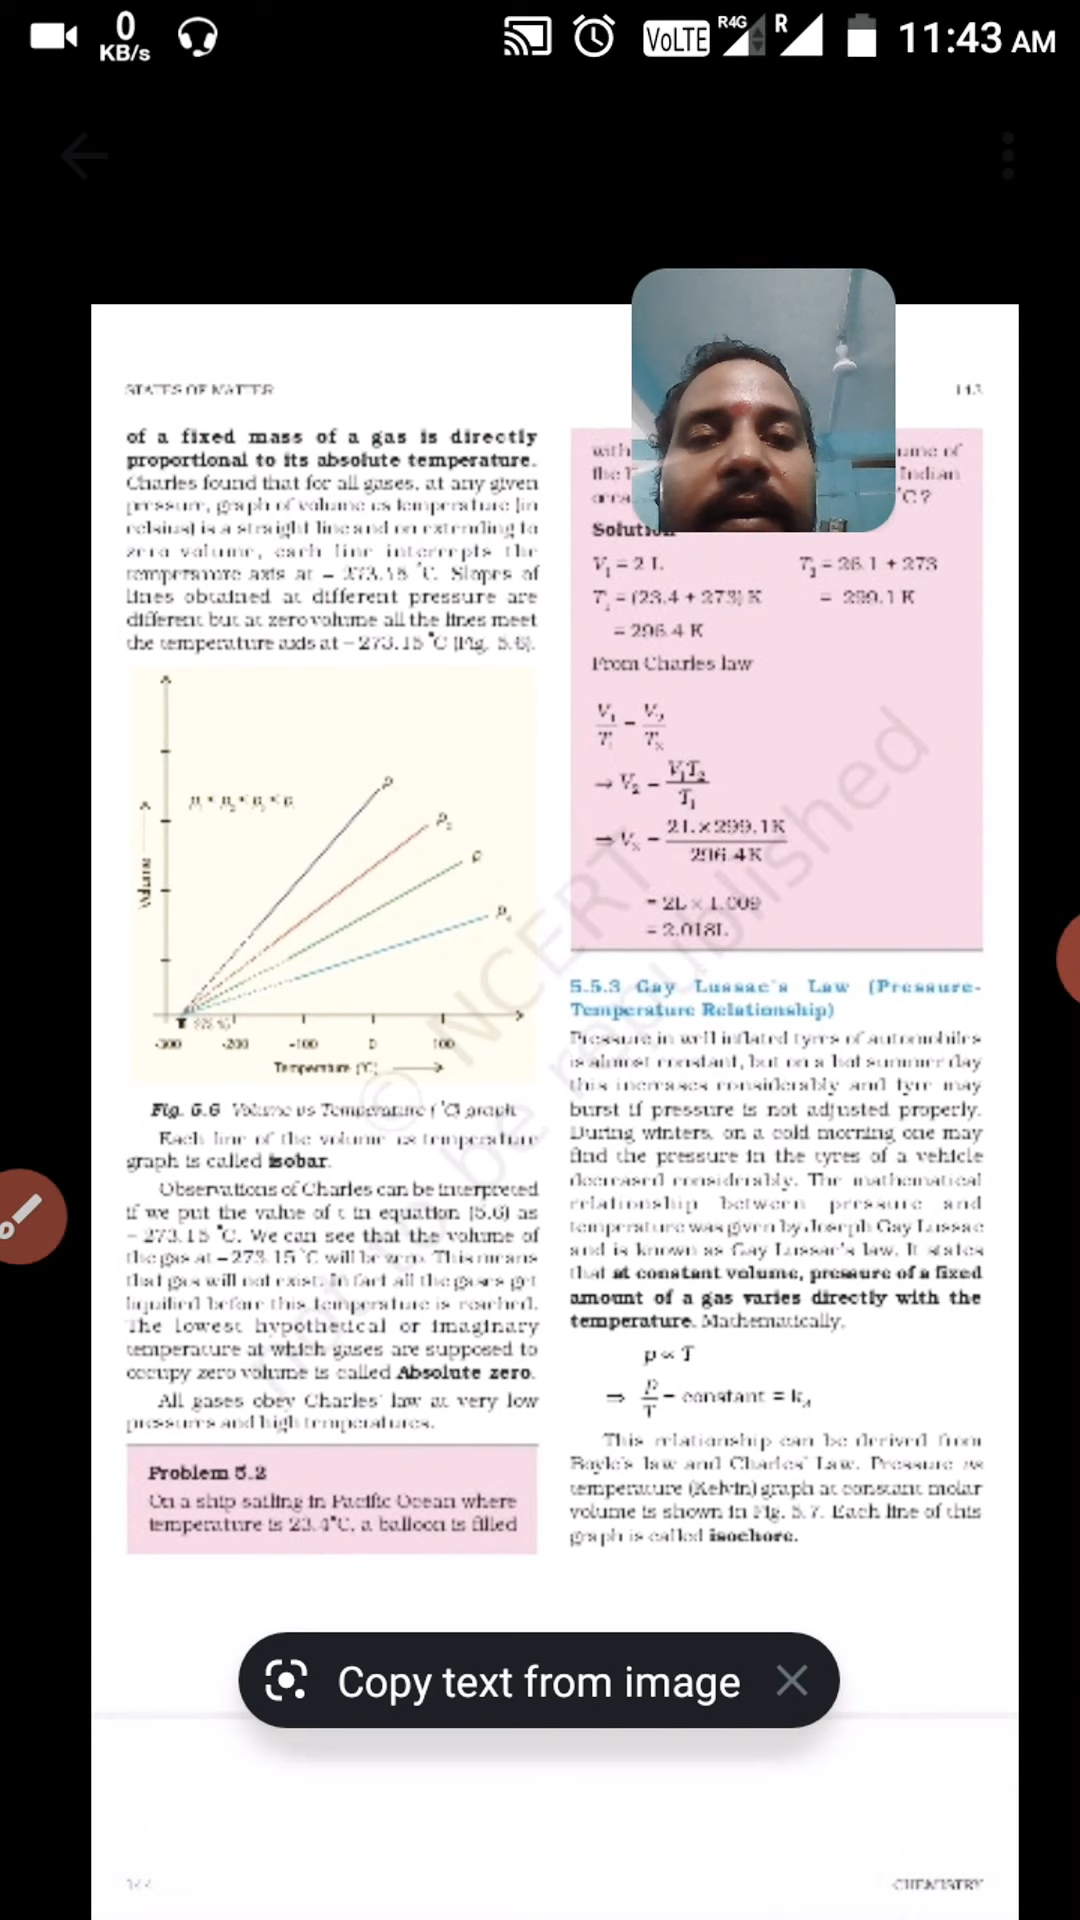 0
KB/s
VoLTE
R4G
R
11:43 AM
STATES OF MATTER
143
of a fixed mass of a gas is directly
proportional to its absolute temperature.
Charles found that for all gases, at any given
pressure, graph of volume vs temperature (in
celsius) is a straight line and on extending to
zero volume, each line intercepts the
temperature axis at – 273.15 °C. Slopes of
lines obtained at different pressure are
different but at zero volume all the lines meet
the temperature axis at – 273.15 °C (Fig. 5.6).
Volume
-300 -200 -100 0 100
Temperature (°C)
Fig. 5.6 Volume vs Temperature ( °C) graph
Each line of the volume vs temperature
graph is called isobar.
Observations of Charles can be interpreted
if we put the value of t in equation (5.6) as
– 273.15 °C. We can see that the volume of
the gas at – 273.15 °C will be zero. This means
that gas will not exist. In fact all the gases get
liquified before this temperature is reached.
The lowest hypothetical or imaginary
temperature at which gases are supposed to
occupy zero volume is called Absolute zero.
All gases obey Charles' law at very low
pressures and high temperatures.
Problem 5.2
On a ship sailing in Pacific Ocean where
temperature is 23.4°C, a balloon is filled
with
Indian
°C ?
Solution
V₁ = 2 L T₂ = 26.1 + 273
T₁ = (23.4 + 273) K = 299.1 K
= 296.4 K
From Charles law
V₁/T₁ = V₂/T₂
⇒ V₂ = V₁T₂/T₁
⇒ V₂ = 2L × 299.1K / 296.4K
= 2L × 1.009
= 2.018L
5.5.3 Gay Lussac's Law (Pressure-
Temperature Relationship)
Pressure in well inflated tyres of automobiles
is almost constant, but on a hot summer day
this increases considerably and tyre may
burst if pressure is not adjusted properly.
During winters, on a cold morning one may
find the pressure in the tyres of a vehicle
decreased considerably. The mathematical
relationship between pressure and
temperature was given by Joseph Gay Lussac
and is known as Gay Lussac's law. It states
that at constant volume, pressure of a fixed
amount of a gas varies directly with the
temperature. Mathematically,
p ∝ T
⇒ p/T = constant = k₃
This relationship can be derived from
Boyle's law and Charles' Law. Pressure vs
temperature (Kelvin) graph at constant molar
volume is shown in Fig. 5.7. Each line of this
graph is called isochore.
© NCERT
not to be republished
Copy text from image
144
CHEMISTRY